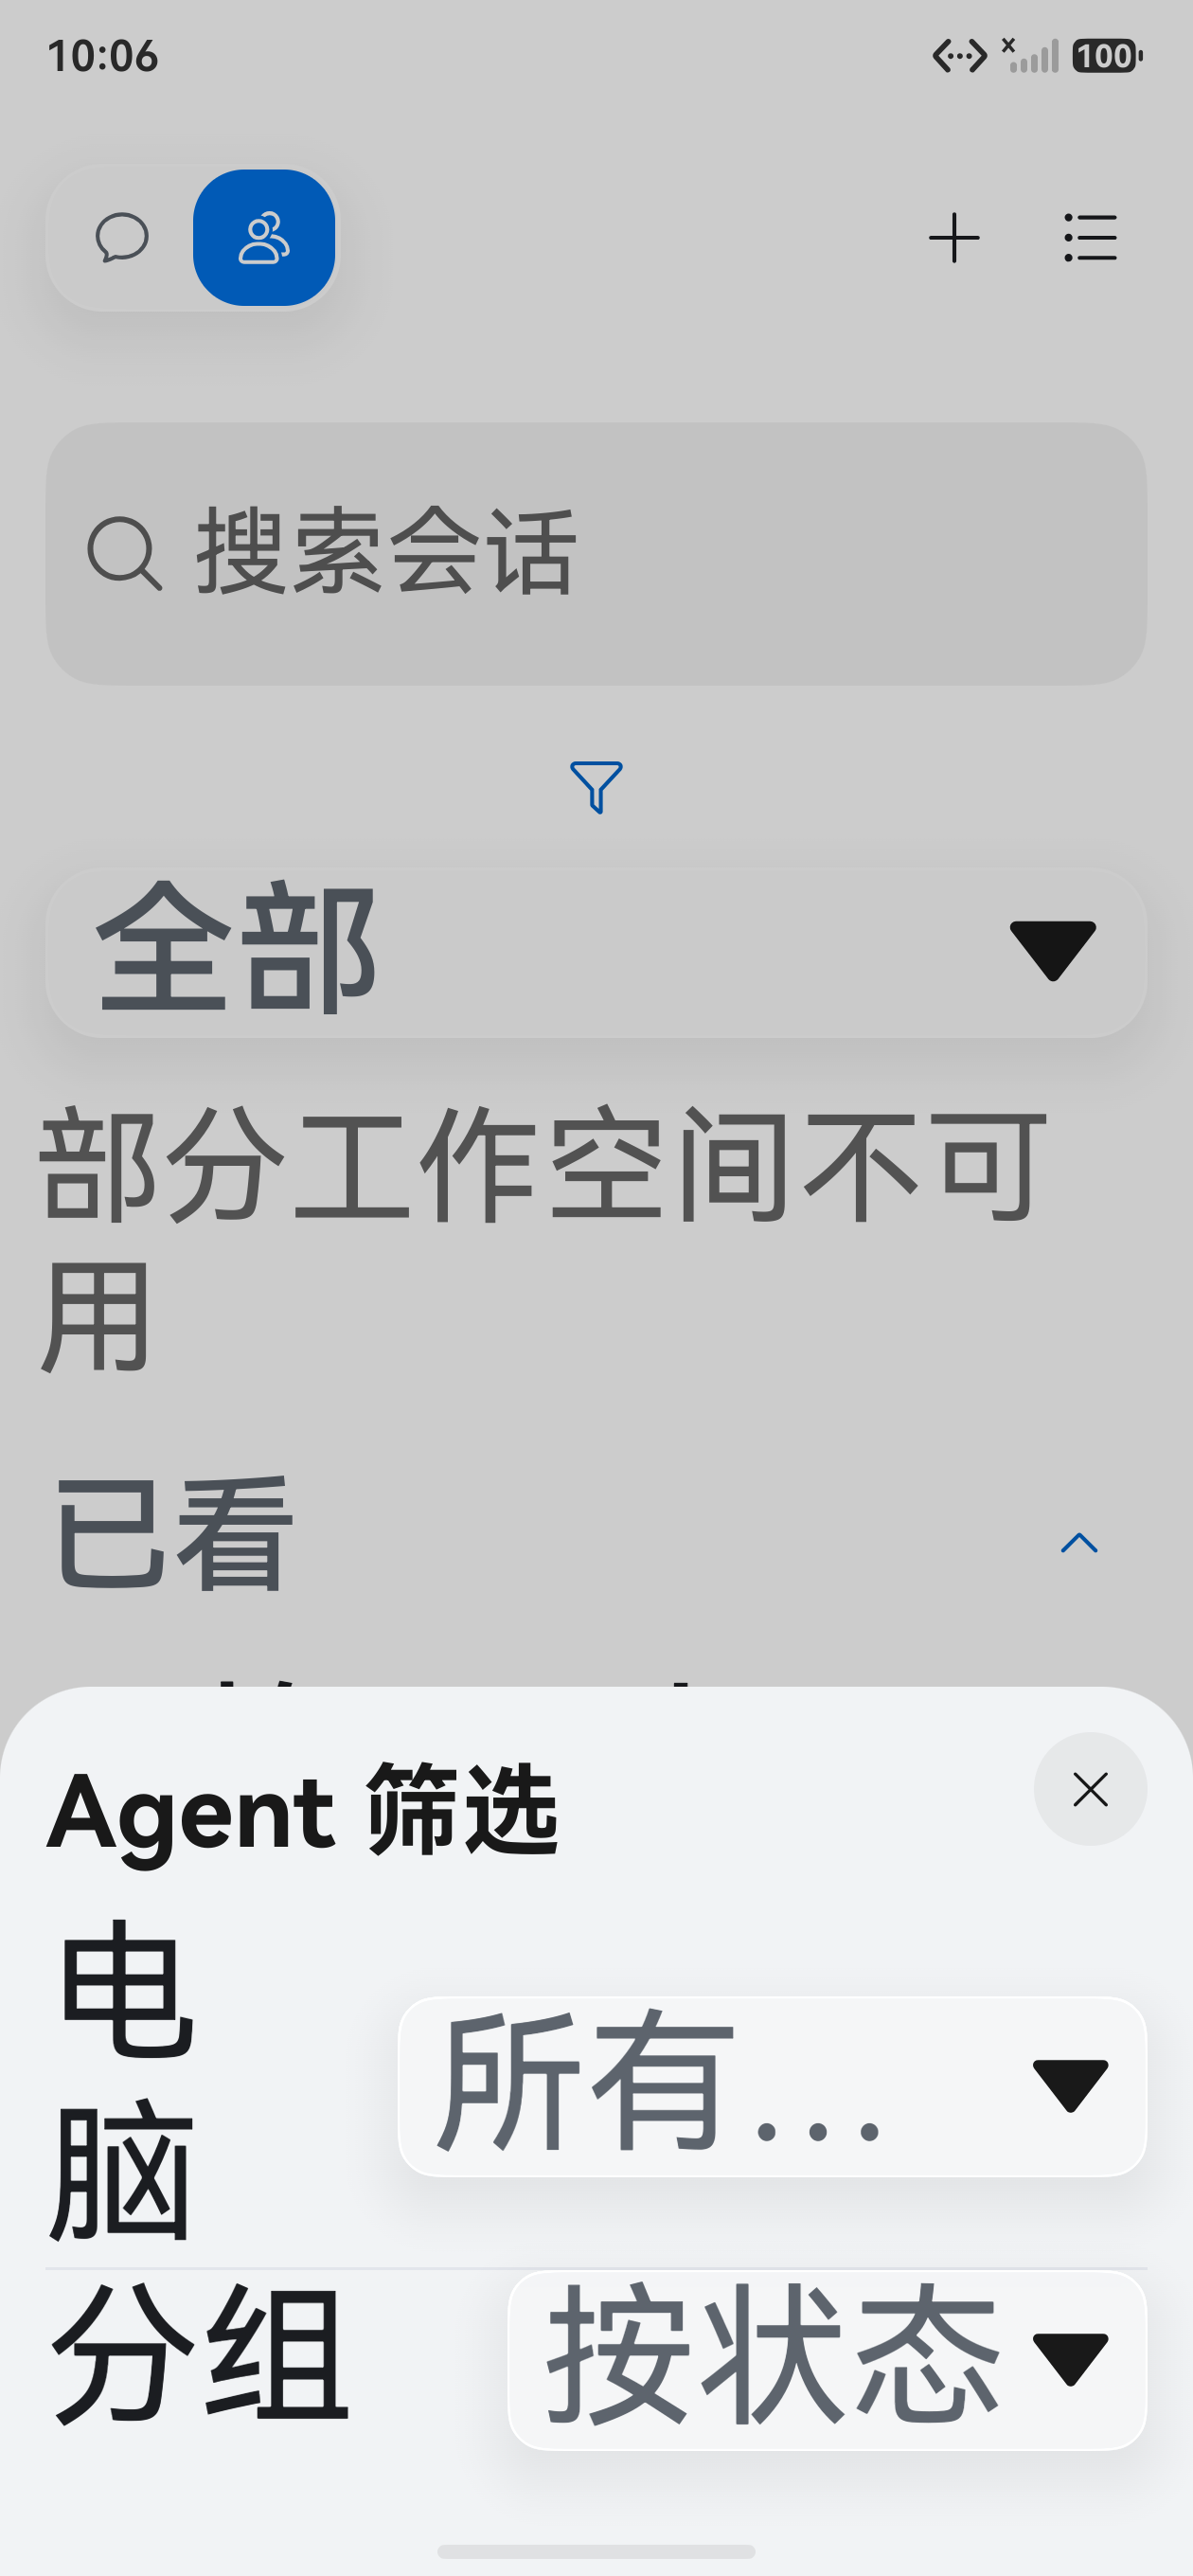 10:06
100
搜索会话
全部
部分工作空间不可
用
已看
Agent 筛选
电
脑
所有...
分组
按状态